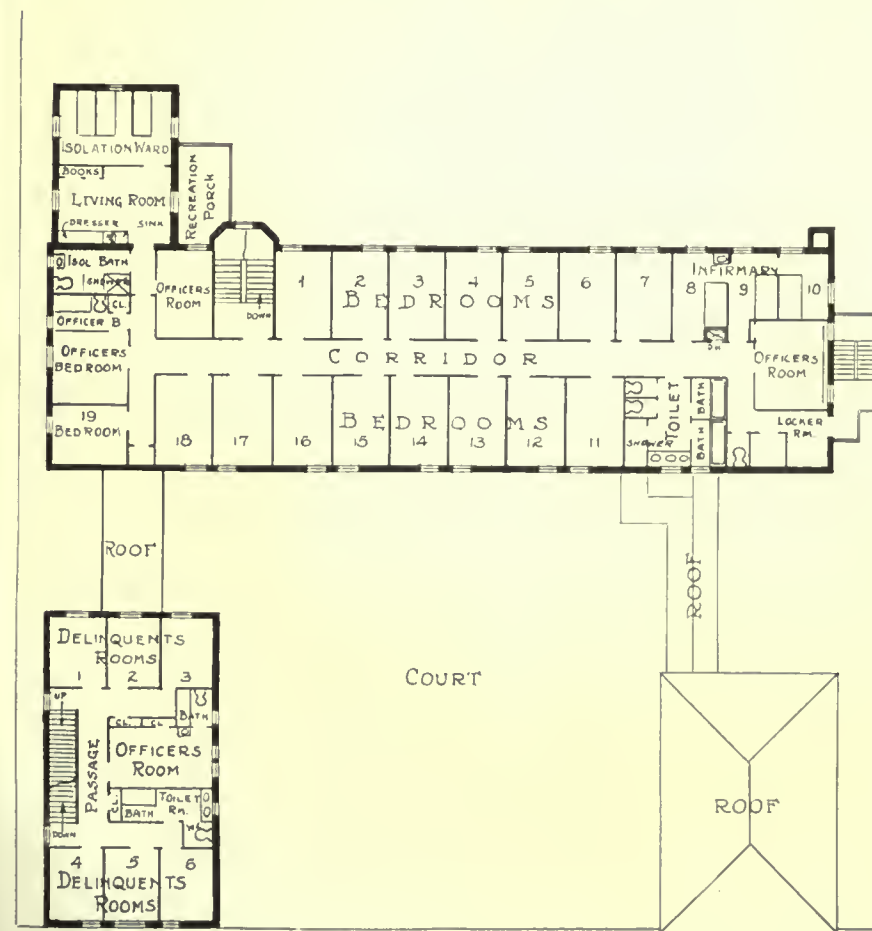 ISOLATION WARD
BOOKS
LIVING ROOM
DRESSER SINK
RECREATION
PORCH
ISOL BATH
SHOWER
CL.
OFFICER B
OFFICERS
BEDROOM
19
BEDROOM
OFFICERS
ROOM
DOWN
1 2 3 4 5 6 7 8 9 10
BEDROOMS
INFIRMARY
CORRIDOR
OFFICERS
ROOM
BEDROOMS
18 17 16 15 14 13 12 11
SHOWER
TOILET
BATH
BATH
LOCKER
RM.
ROOF
ROOF
COURT
ROOF
DELINQUENTS
ROOMS
1 2 3
UP
BATH
CL. CL
PASSAGE
OFFICERS
ROOM
CL.
BATH
TOILET
RM.
DOWN
4 5 6
DELINQUENTS
ROOMS